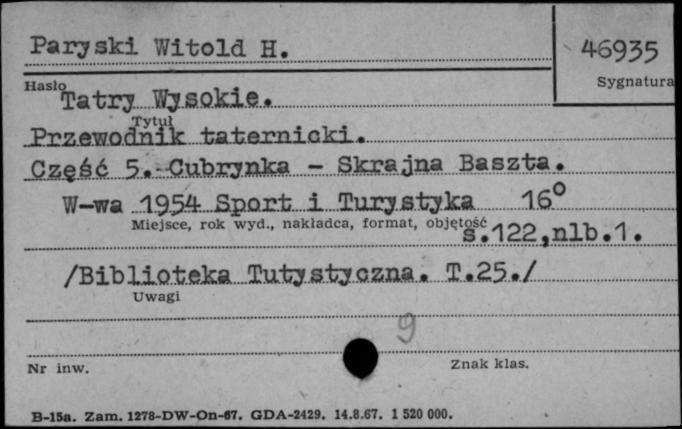 Paryski Witold H.
46935
Sygnatura
Hasło
Tatry Wysokie.
Tytuł
Przewodnik taternicki.
Część 5.-Cubrynka - Skrajna Baszta.
W-wa 1954 Sport i Turystyka 16°
Miejsce, rok wyd., nakładca, format, objętość
s.122,nlb.1.
/Biblioteka Tutystyczna. T.25./
Uwagi
9
Nr inw.
Znak klas.
B-15a. Zam. 1278-DW-On-67. GDA-2429. 14.8.67. 1 520 000.